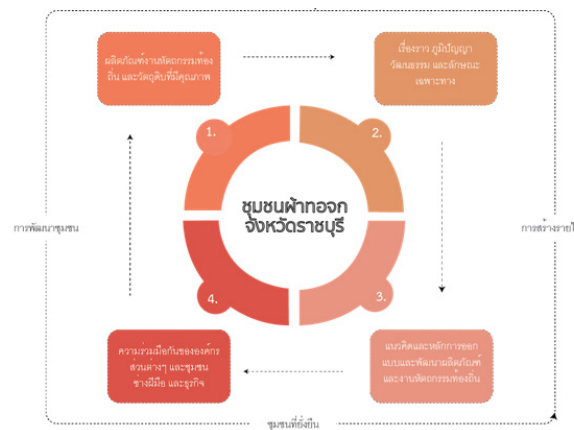 ผลิตภัณฑ์งานหัตถกรรมท้อง
ถิ่น และวัตถุดิบที่มีคุณภาพ
เรื่องราว ภูมิปัญญา
วัฒนธรรม และลักษณะ
เฉพาะทาง
1.
2.
ชุมชนผ้าทอจก
จังหวัดราชบุรี
การพัฒนาชุมชน
การสร้างรายได้
4.
3.
ความร่วมมือกันขององค์กร
ส่วนต่างๆ และชุมชน
ช่างฝีมือ และธุรกิจ
แนวคิดและหลักการออก
แบบและพัฒนาผลิตภัณฑ์
และงานหัตถกรรมท้องถิ่น
ชุมชนที่ยั่งยืน